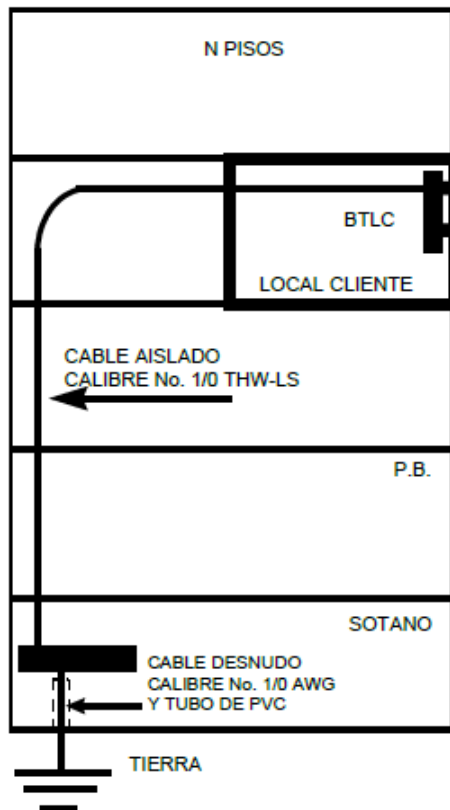 N PISOS
BTLC
LOCAL CLIENTE
CABLE AISLADO
CALIBRE No. 1/0 THW-LS
P.B.
SOTANO
CABLE DESNUDO
CALIBRE No. 1/0 AWG
Y TUBO DE PVC
TIERRA